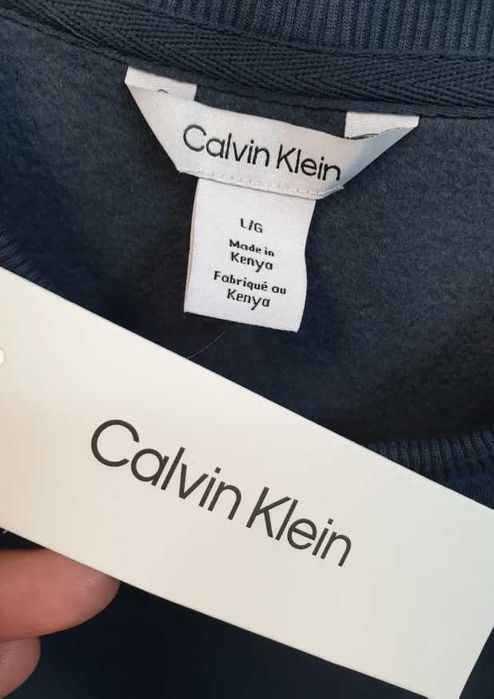 Calvin Klein
L/G
Made in
Kenya
Fabriqué au
Kenya
Calvin Klein